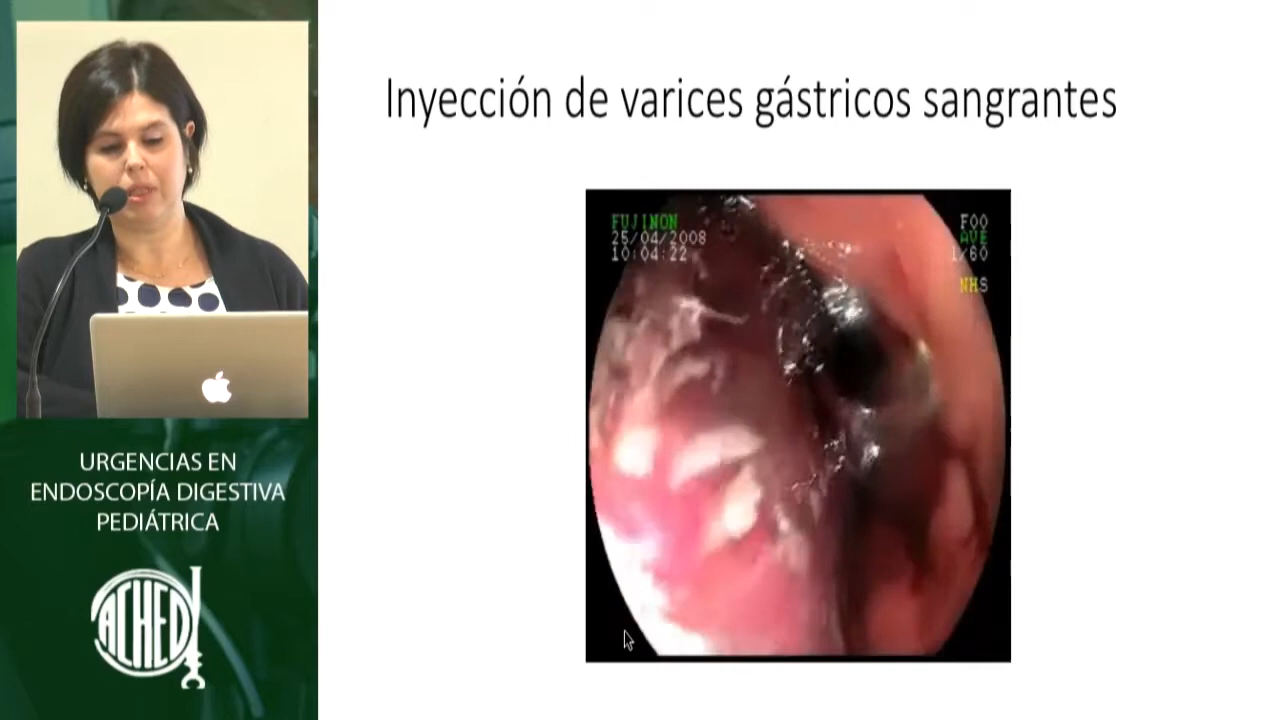 Inyección de varices gástricos sangrantes
FUJINON
25/04/2008
10:04:22
F00
AVE
1/60
NHS
URGENCIAS EN
ENDOSCOPÍA DIGESTIVA
PEDIÁTRICA
ACHED